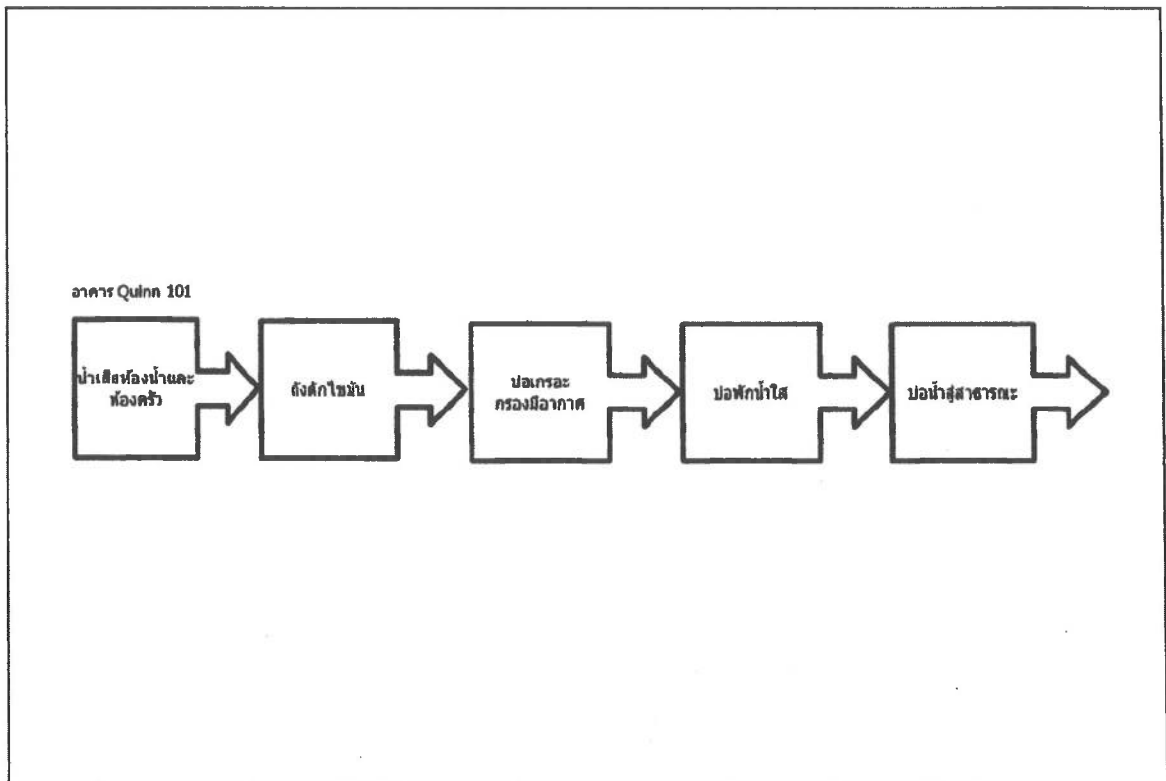 อาคาร Quinn 101
น้ำเสียห้องน้ำและ
ห้องครัว
ถังดักไขมัน
บ่อเกรอะ
กรองมีอากาศ
บ่อพักน้ำใส
บ่อน้ำสู่สาธารณะ